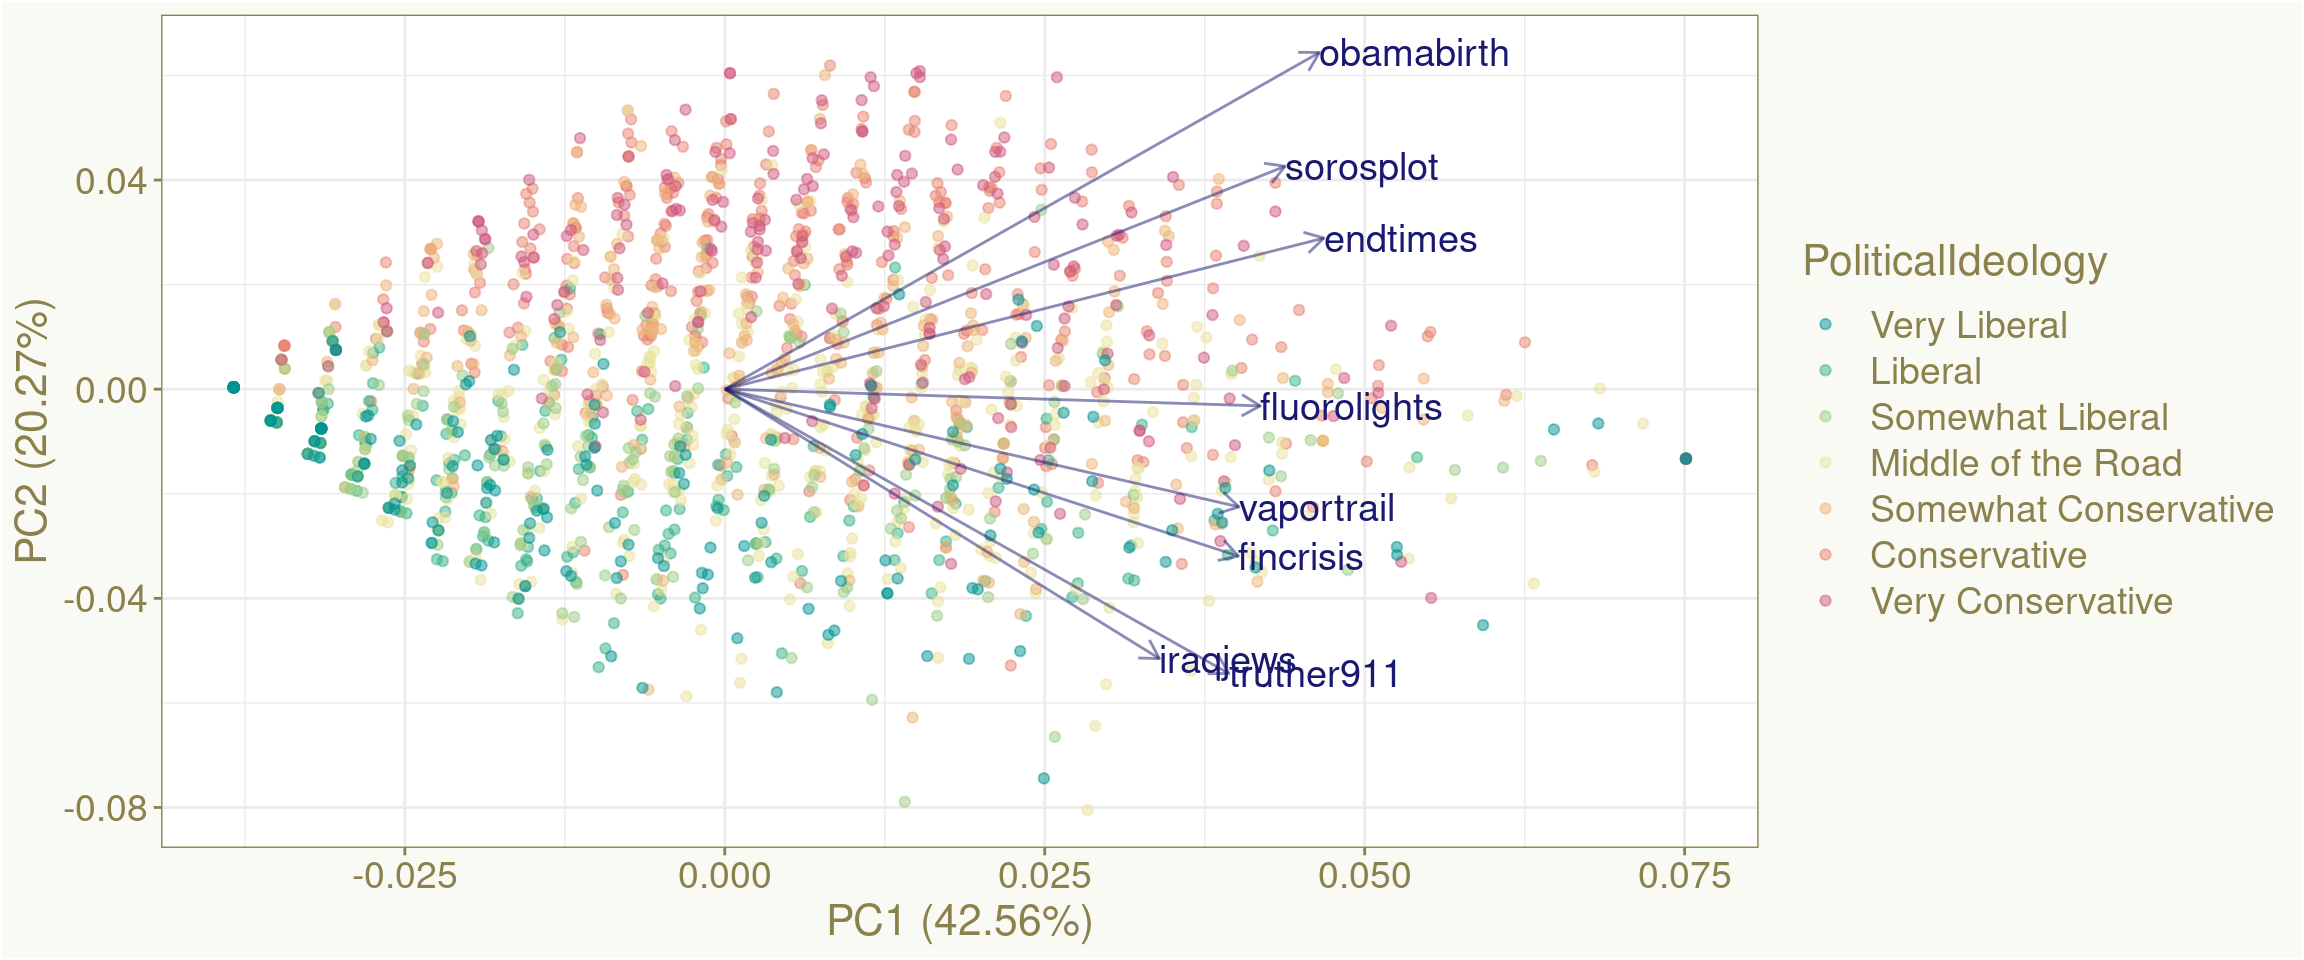 obamabirth
sorosplot
endtimes
fluorolights
vaportrail
fincrisis
iraqjews
truther911
0.04
0.00
-0.04
-0.08
PC2 (20.27%)
-0.025
0.000
0.025
0.050
0.075
PC1 (42.56%)
PoliticalIdeology
Very Liberal
Liberal
Somewhat Liberal
Middle of the Road
Somewhat Conservative
Conservative
Very Conservative